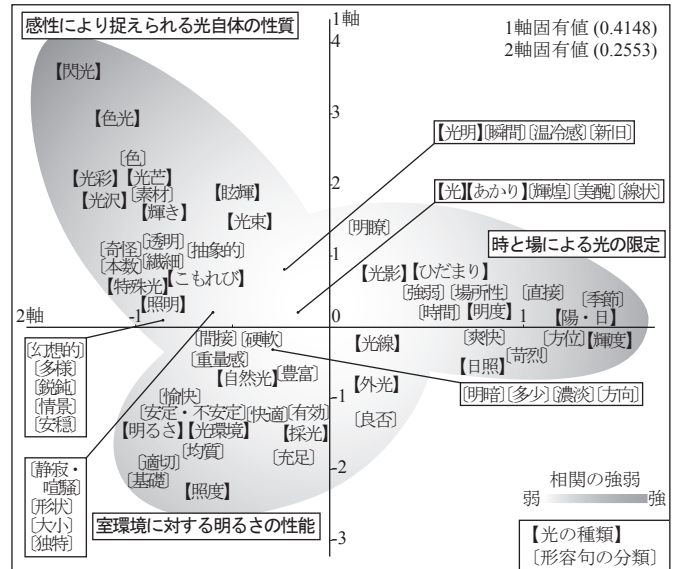 感性により捉えられる光自体の性質
1軸
1軸固有値 (0.4148)
2軸固有値 (0.2553)
4
【閃光】
3
【色光】
【光明】〔瞬間〕〔温冷感〕〔新旧〕
〔色〕
【光彩】【光芒】
2
【光沢】〔素材〕
【眩輝】
【光】【あかり】〔輝煌〕〔美醜〕〔線状〕
【輝き】
【光束】
〔明瞭〕
〔奇怪〕〔透明〕〔抽象的〕
1
時と場による光の限定
〔本数〕〔繊細〕
【特殊光】【こもれび】
【光影】【ひだまり】
【照明】
〔強弱〕〔場所性〕〔直接〕〔季節〕
〔時間〕【明度】【陽・日】
2軸
-1
0
1
〔幻想的〕
〔多様〕
〔鋭鈍〕
〔情景〕
〔安穏〕
〔間接〕〔硬軟〕
【光線】
〔爽快〕
〔方位〕【輝度】
〔重量感〕
【自然光】〔豊富〕
【日照】
〔苛烈〕
-1
【外光】
〔明暗〕〔多少〕〔濃淡〕〔方向〕
〔愉快〕
〔安定・不安定〕〔快適〕〔有効〕
〔良否〕
【明るさ】【光環境】
【採光】
〔均質〕
〔適切〕
〔充足〕
-2
〔基礎〕
【照度】
〔静寂・
喧騒〕
〔形状〕
〔大小〕
〔独特〕
室環境に対する明るさの性能
-3
相関の強弱
弱
強
【光の種類】
〔形容句の分類〕